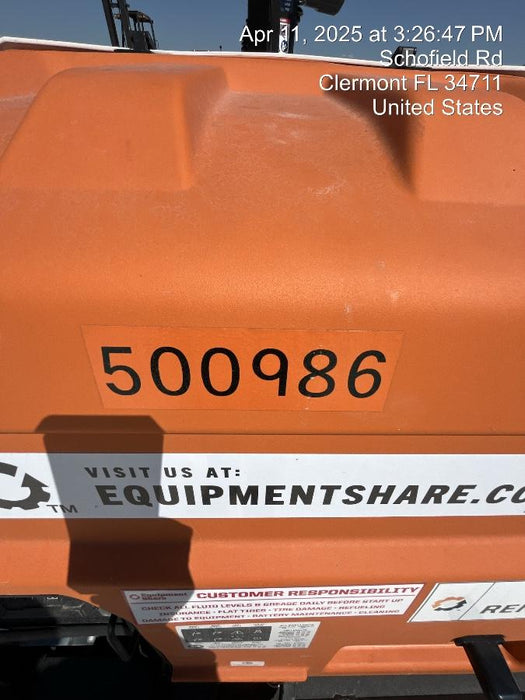 Apr 11, 2025 at 3:26:47 PM
Schofield Rd
Clermont FL 34711
United States
500986
VISIT US AT:
EQUIPMENTSHARE.CO
TM
Equipment
Share
CUSTOMER RESPONSIBILITY
CHECK ALL FLUID LEVELS & GREASE DAILY BEFORE START UP
INSURANCE - FLAT TIRES - TIRE DAMAGE - REFUELING
DAMAGE TO EQUIPMENT - BATTERY MAINTENANCE - CLEANING